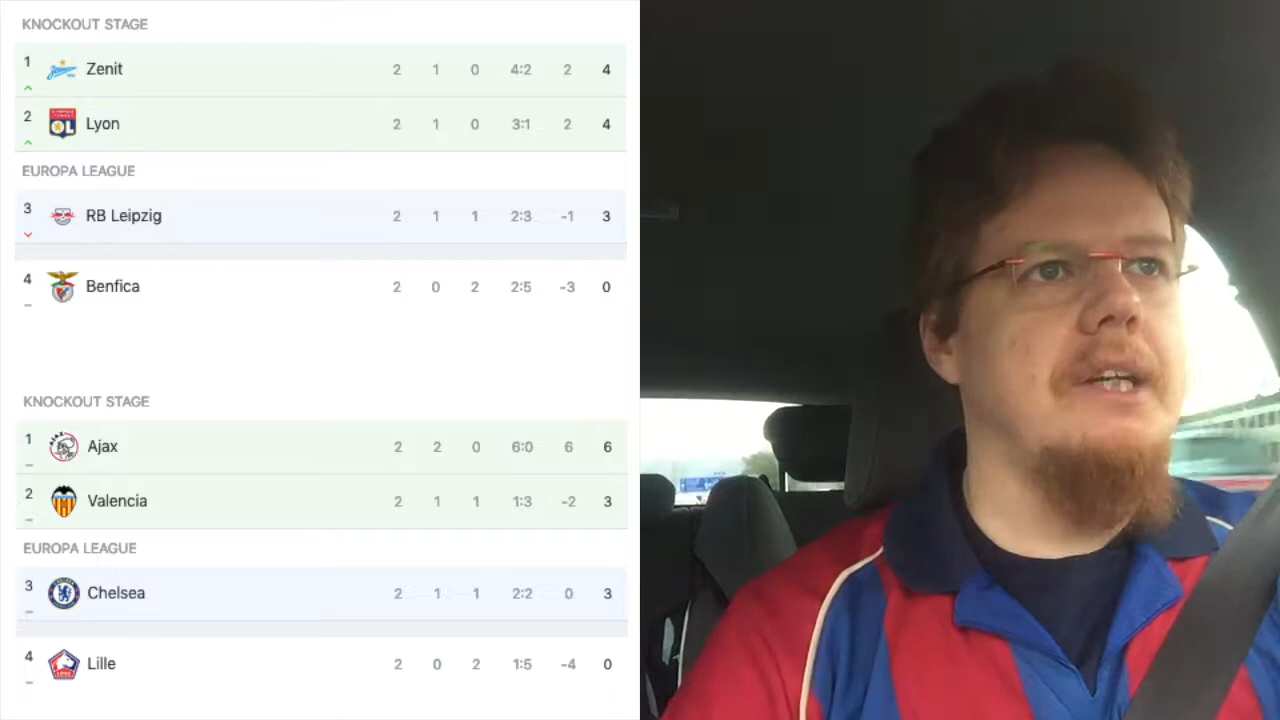 KNOCKOUT STAGE
1 Zenit 2 1 0 4:2 2 4
2 Lyon 2 1 0 3:1 2 4
EUROPA LEAGUE
3 RB Leipzig 2 1 1 2:3 -1 3
4 Benfica 2 0 2 2:5 -3 0
KNOCKOUT STAGE
1 Ajax 2 2 0 6:0 6 6
2 Valencia 2 1 1 1:3 -2 3
EUROPA LEAGUE
3 Chelsea 2 1 1 2:2 0 3
4 Lille 2 0 2 1:5 -4 0